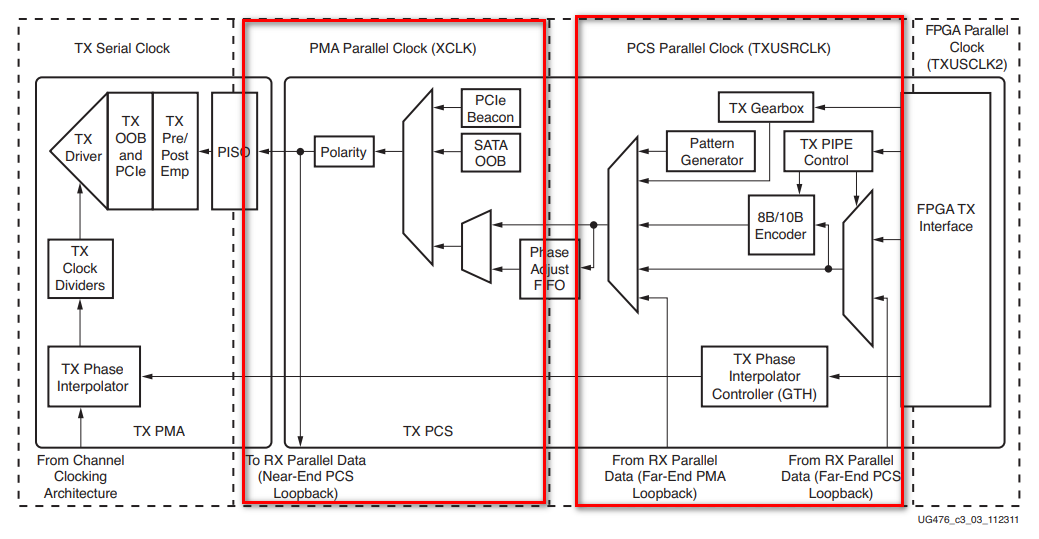 TX Serial Clock
PMA Parallel Clock (XCLK)
PCS Parallel Clock (TXUSRCLK)
FPGA Parallel
Clock
(TXUSCLK2)
TX
Driver
TX
OOB
and
PCIe
TX
Pre/
Post
Emp
PISO
Polarity
PCIe
Beacon
SATA
OOB
TX Gearbox
Pattern
Generator
TX PIPE
Control
8B/10B
Encoder
FPGA TX
Interface
Phase
Adjust
FIFO
TX
Clock
Dividers
TX Phase
Interpolator
TX Phase
Interpolator
Controller (GTH)
TX PMA
TX PCS
From Channel
Clocking
Architecture
To RX Parallel Data
(Near-End PCS
Loopback)
From RX Parallel
Data (Far-End PMA
Loopback)
From RX Parallel
Data (Far-End PCS
Loopback)
UG476_c3_03_112311